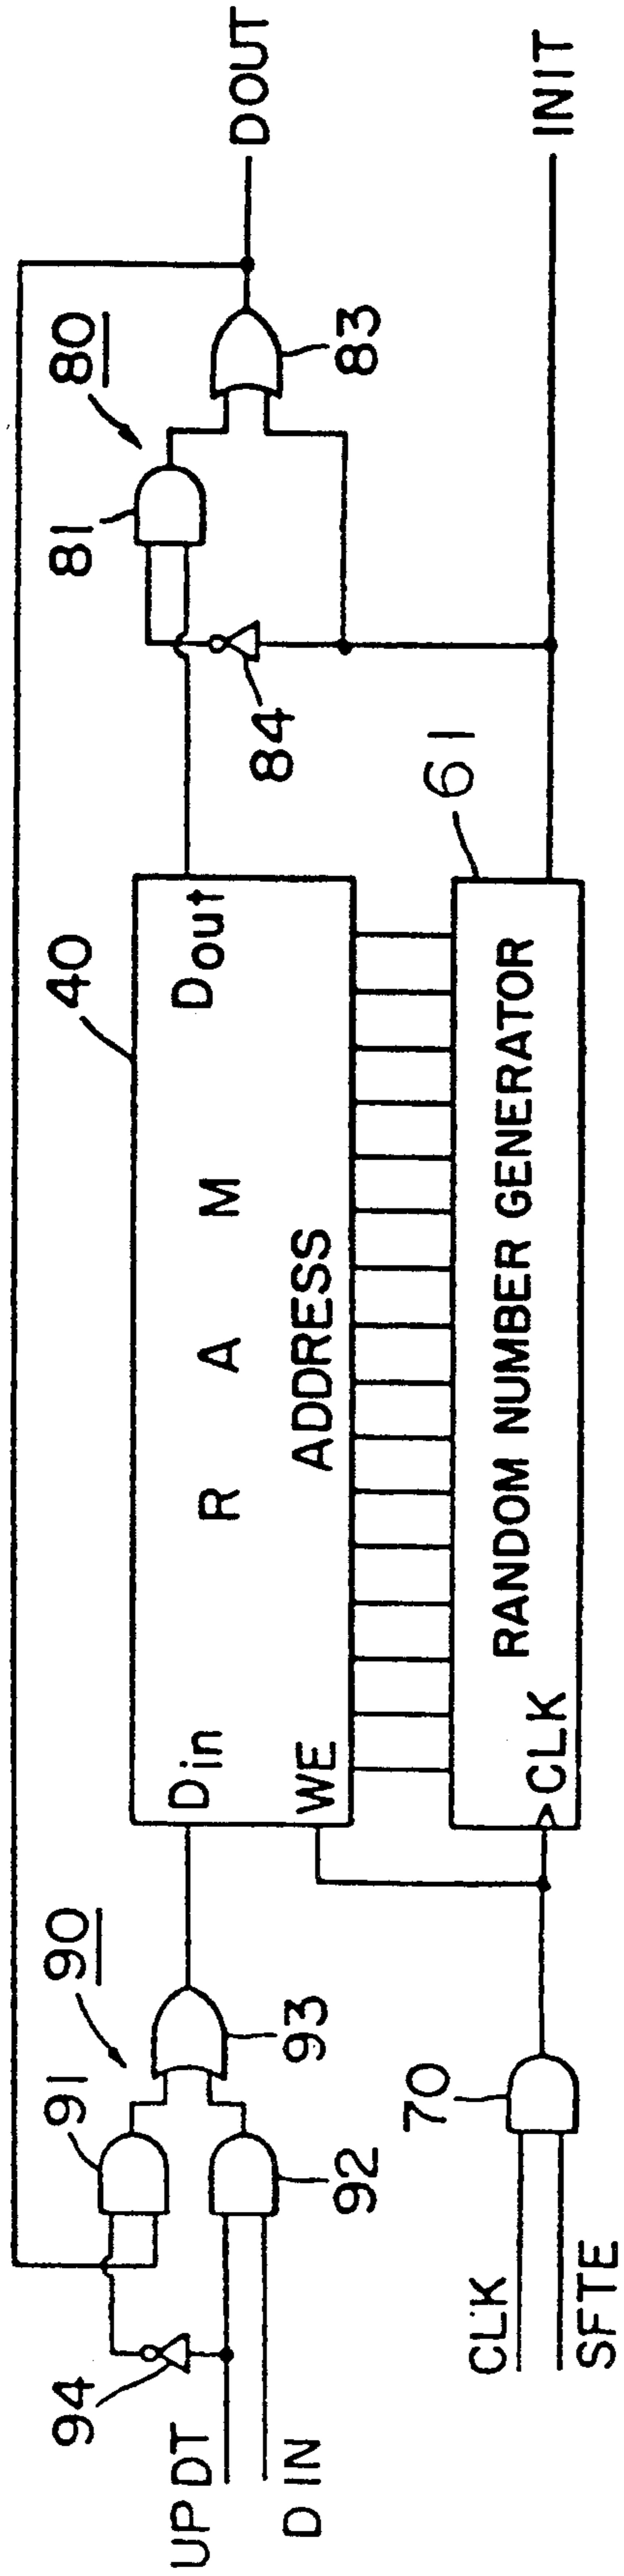 UPDT
D IN
94
91
92
90
93
Din
WE
R A M
ADDRESS
Dout
40
84
81
80
83
DOUT
CLK
SFTE
70
CLK
RANDOM NUMBER GENERATOR
61
INIT